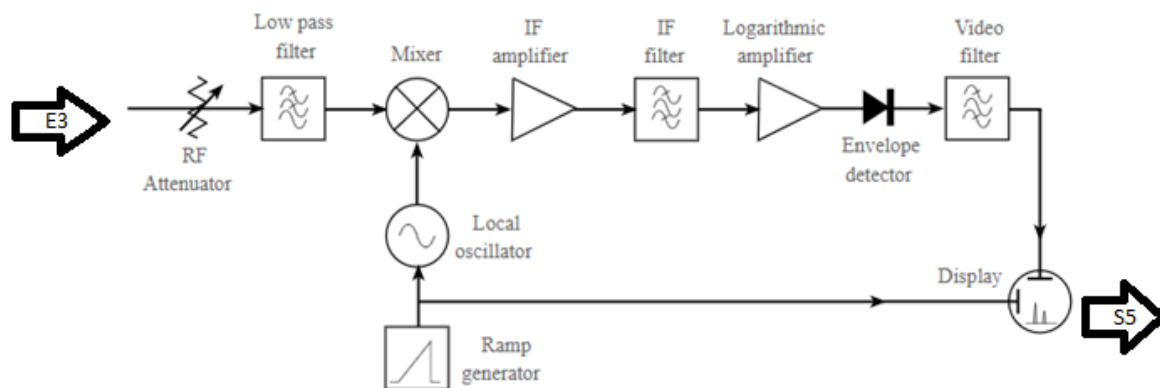 Low pass
filter
Mixer
IF
amplifier
IF
filter
Logarithmic
amplifier
Video
filter
E3
RF
Attenuator
Envelope
detector
Local
oscillator
Display
S5
Ramp
generator